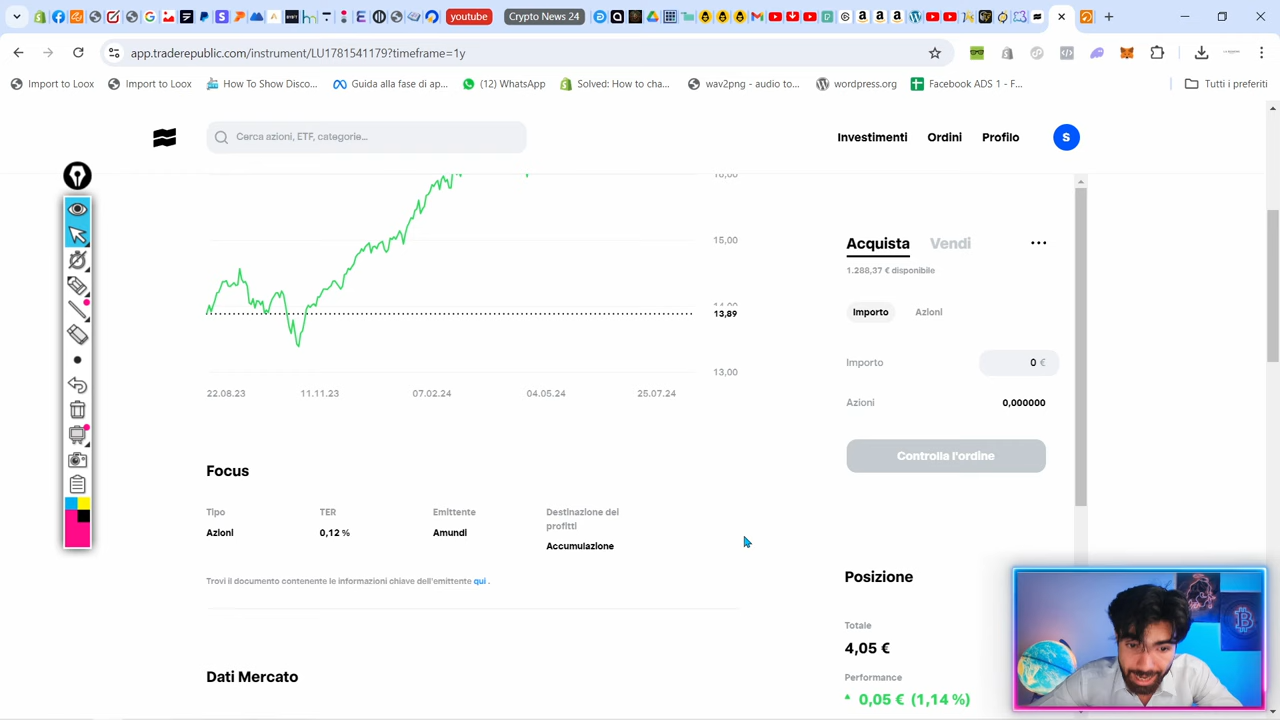 youtube
Crypto News 24
app.traderepublic.com/instrument/LU1781541179?timeframe=1y
Import to Loox
Import to Loox
How To Show Disco...
Guida alla fase di ap...
(12) WhatsApp
Solved: How to cha...
wav2png - audio to...
wordpress.org
Facebook ADS 1 - F...
Tutti i preferiti
Cerca azioni, ETF, categorie...
Investimenti
Ordini
Profilo
S
16,00
15,00
14,00
13,89
13,00
22.08.23
11.11.23
07.02.24
04.05.24
25.07.24
Acquista
Vendi
1.288,37 € disponibile
Importo
Azioni
Importo
0 €
Azioni
0,000000
Controlla l'ordine
Focus
Tipo
TER
Emittente
Destinazione dei
profitti
Azioni
0,12 %
Amundi
Accumulazione
Trovi il documento contenente le informazioni chiave dell'emittente qui .
Dati Mercato
Posizione
Totale
4,05 €
Performance
0,05 € (1,14 %)